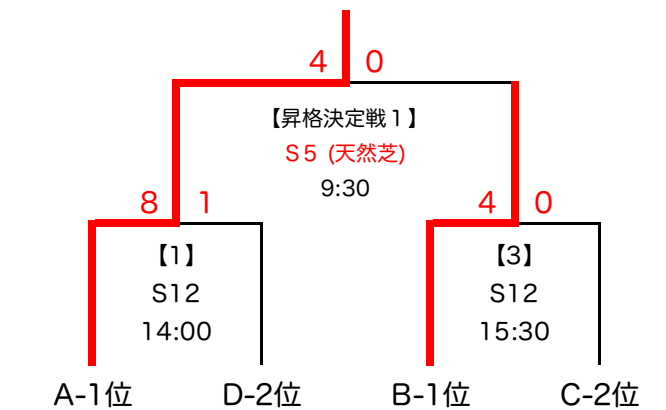 4 0
【昇格決定戦１】
S５ (天然芝)
9:30
8 1
4 0
【1】
S12
14:00
【3】
S12
15:30
A-1位
D-2位
B-1位
C-2位